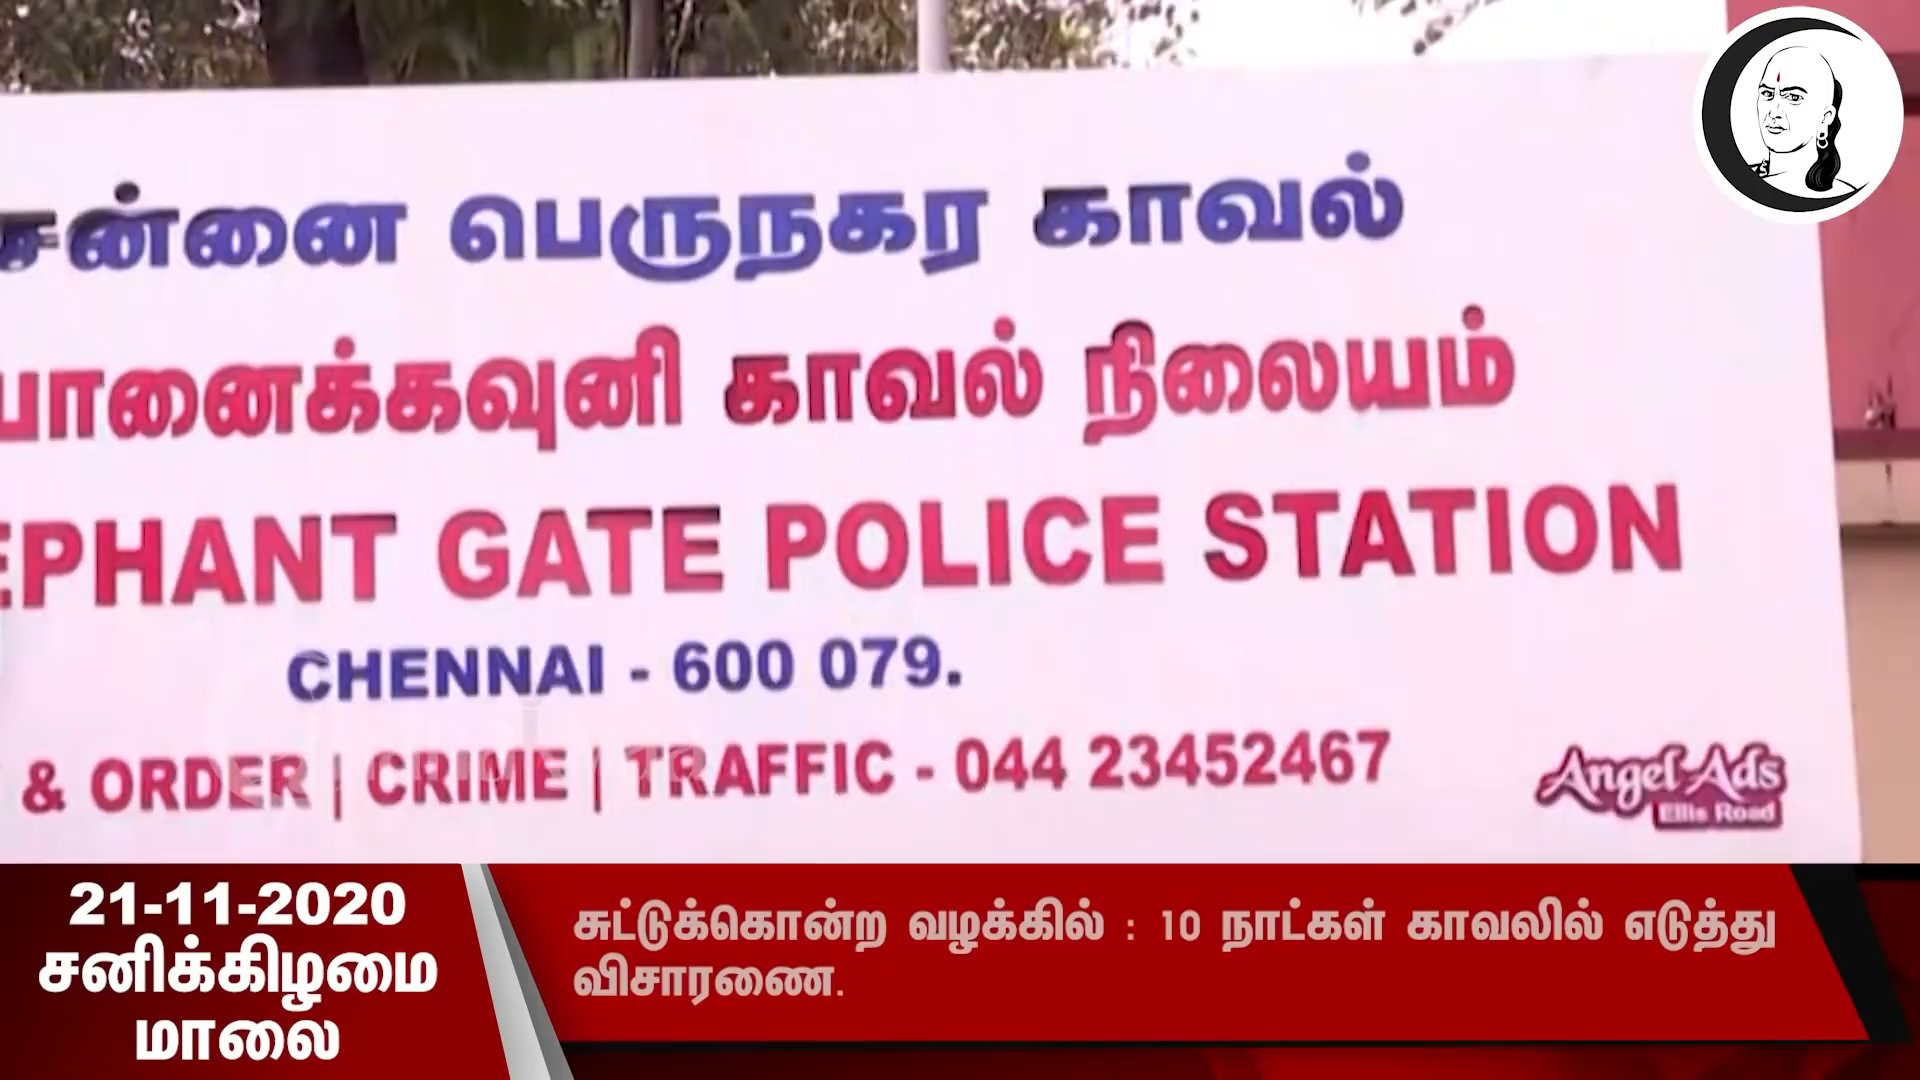 சென்னை பெருநகர காவல்
யானைக்கவுனி காவல் நிலையம்
EPHANT GATE POLICE STATION
CHENNAI - 600 079.
& ORDER | CRIME | TRAFFIC - 044 23452467
Angel Ads
Ellis Road
21-11-2020
சனிக்கிழமை
மாலை
சுட்டுக்கொன்ற வழக்கில் : 10 நாட்கள் காவலில் எடுத்து
விசாரணை.